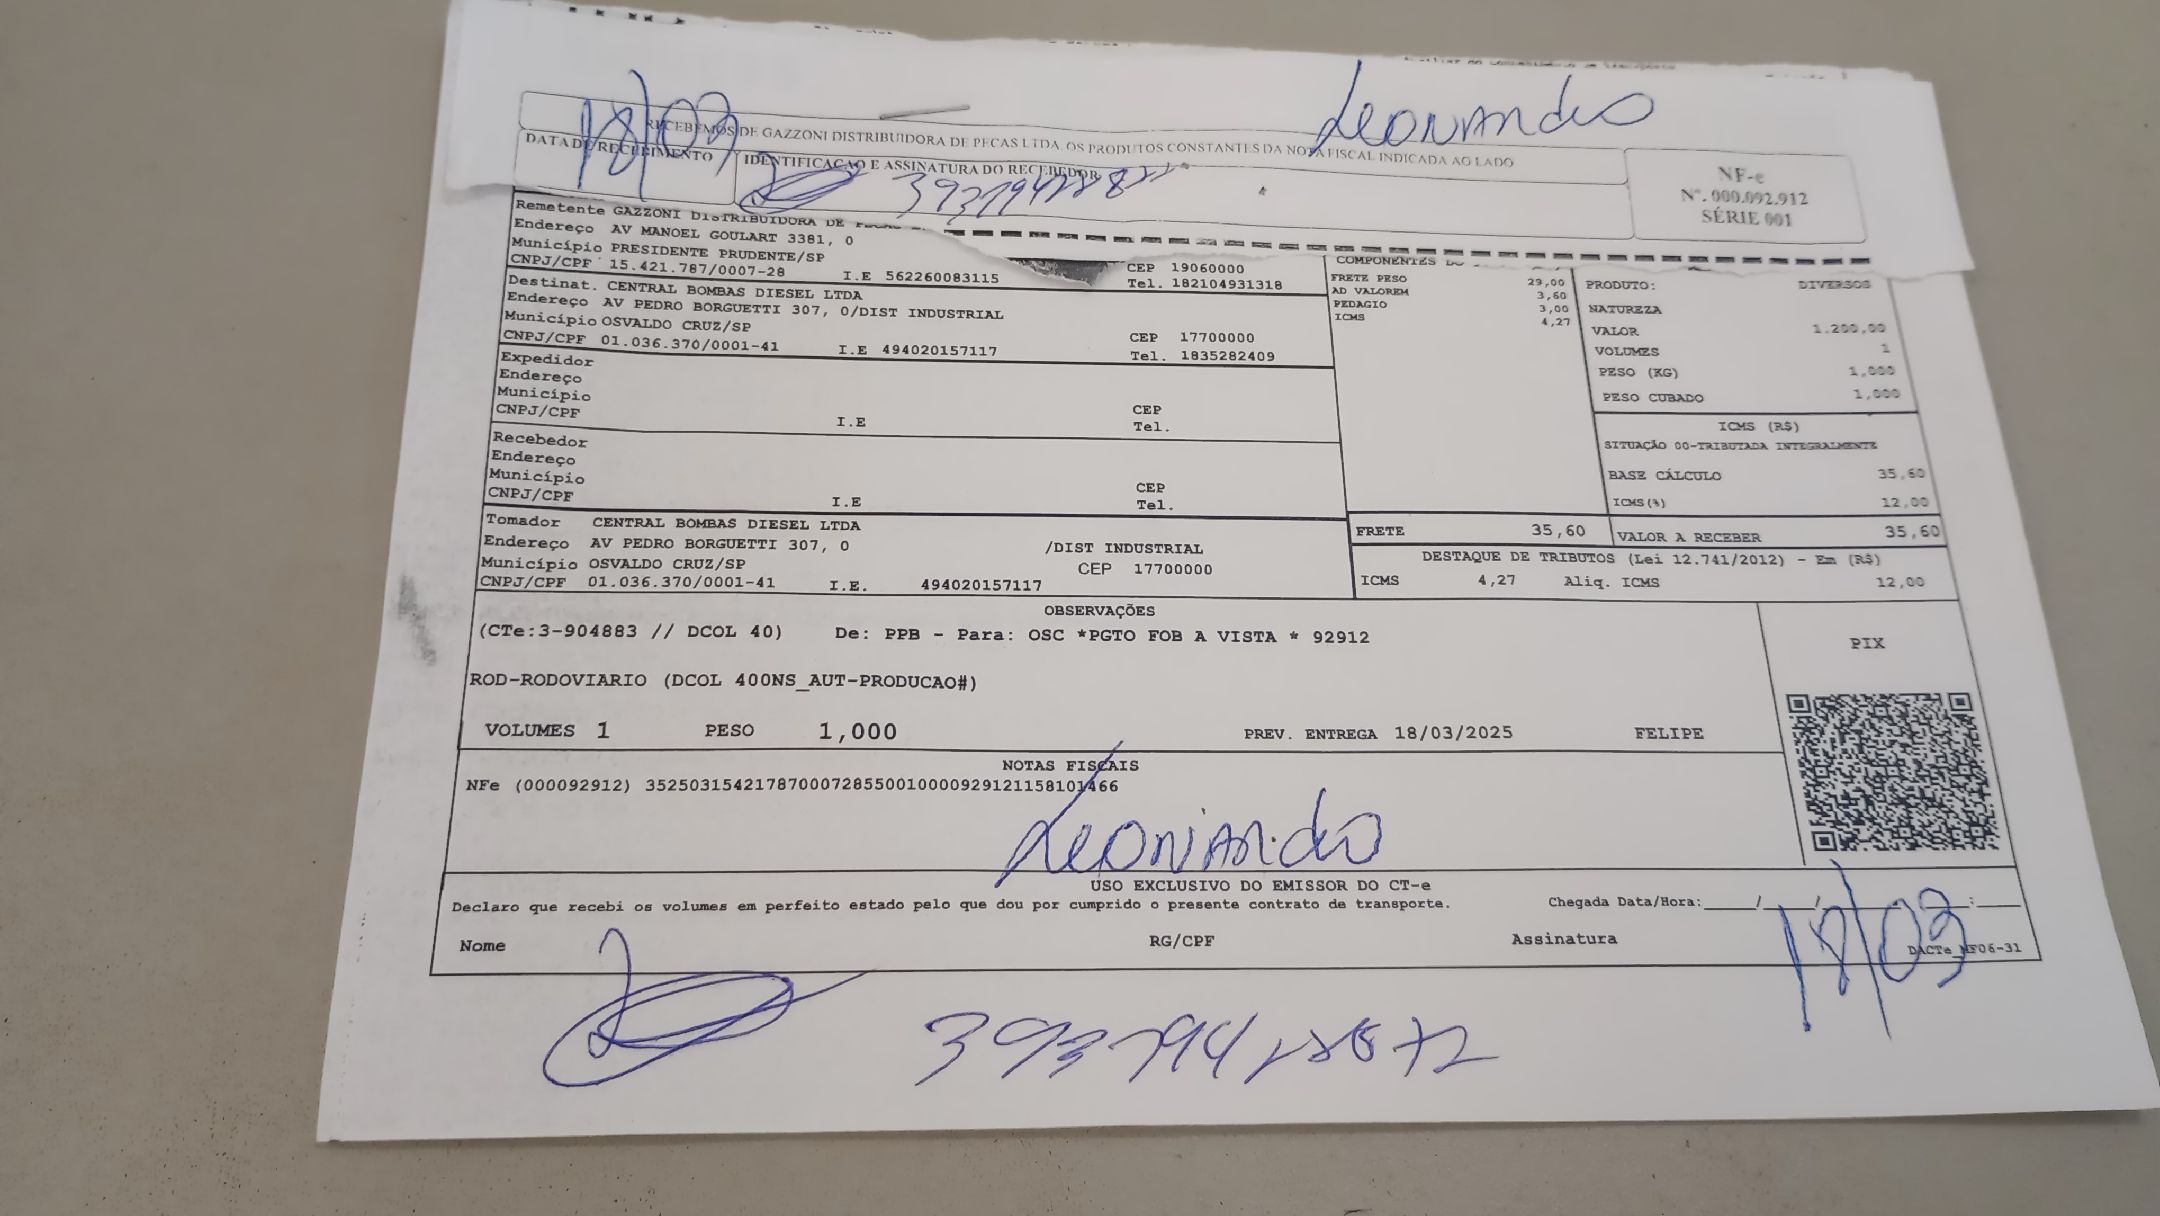 Leonardo
18/03
RECEBEMOS DE GAZZONI DISTRIBUIDORA DE PECAS LTDA. OS PRODUTOS CONSTANTES DA NOTA FISCAL INDICADA AO LADO
DATA DE RECEBIMENTO
IDENTIFICAÇAO E ASSINATURA DO RECEBEDOR
NF-e
Nº. 000.092.912
SÉRIE 001
Remetente GAZZONI DISTRIBUIDORA DE
Endereço AV MANOEL GOULART 3381, 0
Município PRESIDENTE PRUDENTE/SP
CEP 19060000
CNPJ/CPF 15.421.787/0007-28 I.E 562260083115 Tel. 182104931318
Destinat. CENTRAL BOMBAS DIESEL LTDA
Endereço AV PEDRO BORGUETTI 307, 0/DIST INDUSTRIAL
Município OSVALDO CRUZ/SP CEP 17700000
CNPJ/CPF 01.036.370/0001-41 I.E 494020157117 Tel. 1835282409
Expedidor
Endereço
Município CEP
CNPJ/CPF I.E Tel.
Recebedor
Endereço
Município CEP
CNPJ/CPF I.E Tel.
Tomador CENTRAL BOMBAS DIESEL LTDA
Endereço AV PEDRO BORGUETTI 307, 0 /DIST INDUSTRIAL
Município OSVALDO CRUZ/SP CEP 17700000
CNPJ/CPF 01.036.370/0001-41 I.E. 494020157117
COMPONENTES
FRETE PESO 29,00
AD VALOREM 3,60
PEDAGIO 3,00
ICMS 4,27
PRODUTO: DIVERSOS
NATUREZA
VALOR 1.200,00
VOLUMES 1
PESO (KG) 1,000
PESO CUBADO 1,000
ICMS (R$)
SITUAÇÃO 00-TRIBUTADA INTEGRALMENTE
BASE CÁLCULO 35,60
ICMS(%) 12,00
FRETE 35,60 VALOR A RECEBER 35,60
DESTAQUE DE TRIBUTOS (Lei 12.741/2012) - Em (R$)
ICMS 4,27 Aliq. ICMS 12,00
OBSERVAÇÕES
(CTe:3-904883 // DCOL 40) De: PPB - Para: OSC *PGTO FOB A VISTA * 92912
PIX
ROD-RODOVIARIO (DCOL 400NS_AUT-PRODUCAO#)
VOLUMES 1 PESO 1,000 PREV. ENTREGA 18/03/2025 FELIPE
NOTAS FISCAIS
NFe (000092912) 35250315421787000728550010000929121158101466
Leonardo
USO EXCLUSIVO DO EMISSOR DO CT-e
Declaro que recebi os volumes em perfeito estado pelo que dou por cumprido o presente contrato de transporte. Chegada Data/Hora:____/____/____ ____:____
18/03
Nome RG/CPF Assinatura DACTe_MF06-31